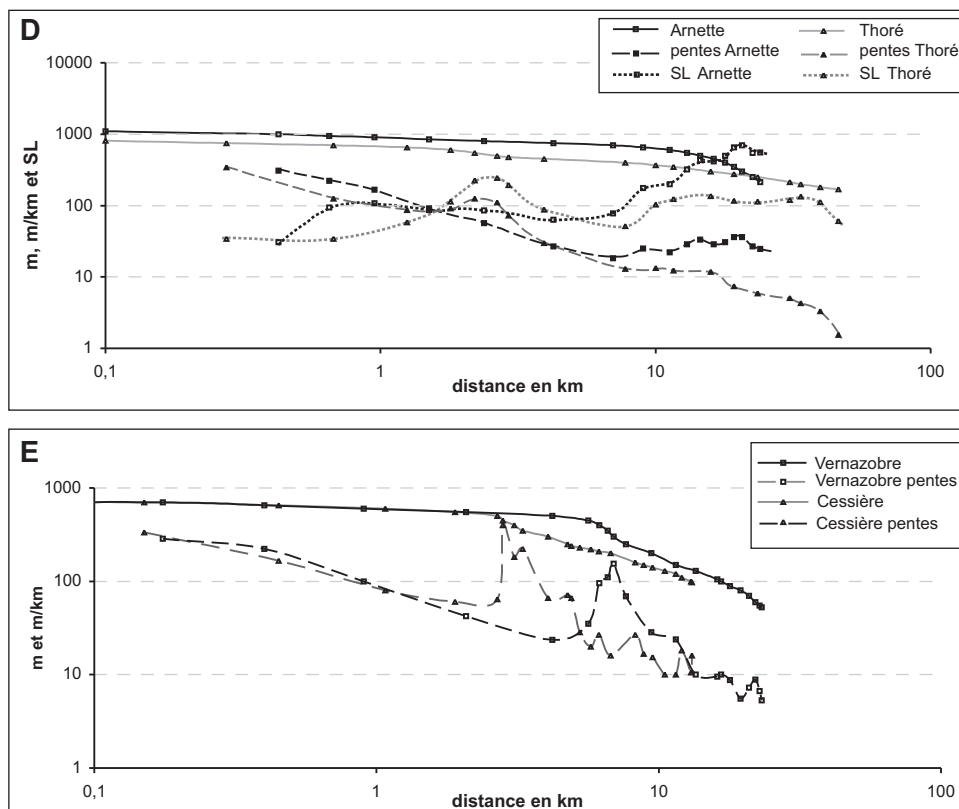 D
Arnette
Thoré
pentes Arnette
pentes Thoré
SL Arnette
SL Thoré
10000
1000
100
10
1
m, m/km et SL
0,1
1
10
100
distance en km
E
Vernazobre
Vernazobre pentes
Cessière
Cessière pentes
1000
100
10
1
m et m/km
0,1
1
10
100
distance en km